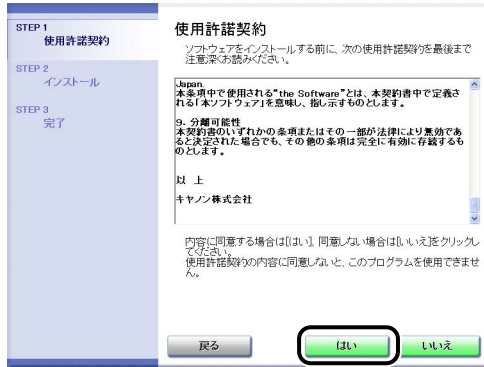 STEP 1
使用許諾契約
STEP 2
インストール
STEP 3
完了
使用許諾契約
ソフトウェアをインストールする前に、次の使用許諾契約を最後まで
注意深くお読みください。
Japan.
本条項中で使用される"the Software"とは、本契約書中で定義さ
れる「本ソフトウェア」を意味し、指し示すものとします。
9. 分離可能性
本契約書のいずれかの条項またはその一部が法律により無効であ
ると決定された場合でも、その他の条項は完全に有効に存続するも
のとします。
以 上
キヤノン株式会社
内容に同意する場合は[はい]、同意しない場合は[いいえ]をクリックし
てください。
使用許諾契約の内容に同意しないと、このプログラムを使用できませ
ん。
戻る
はい
いいえ